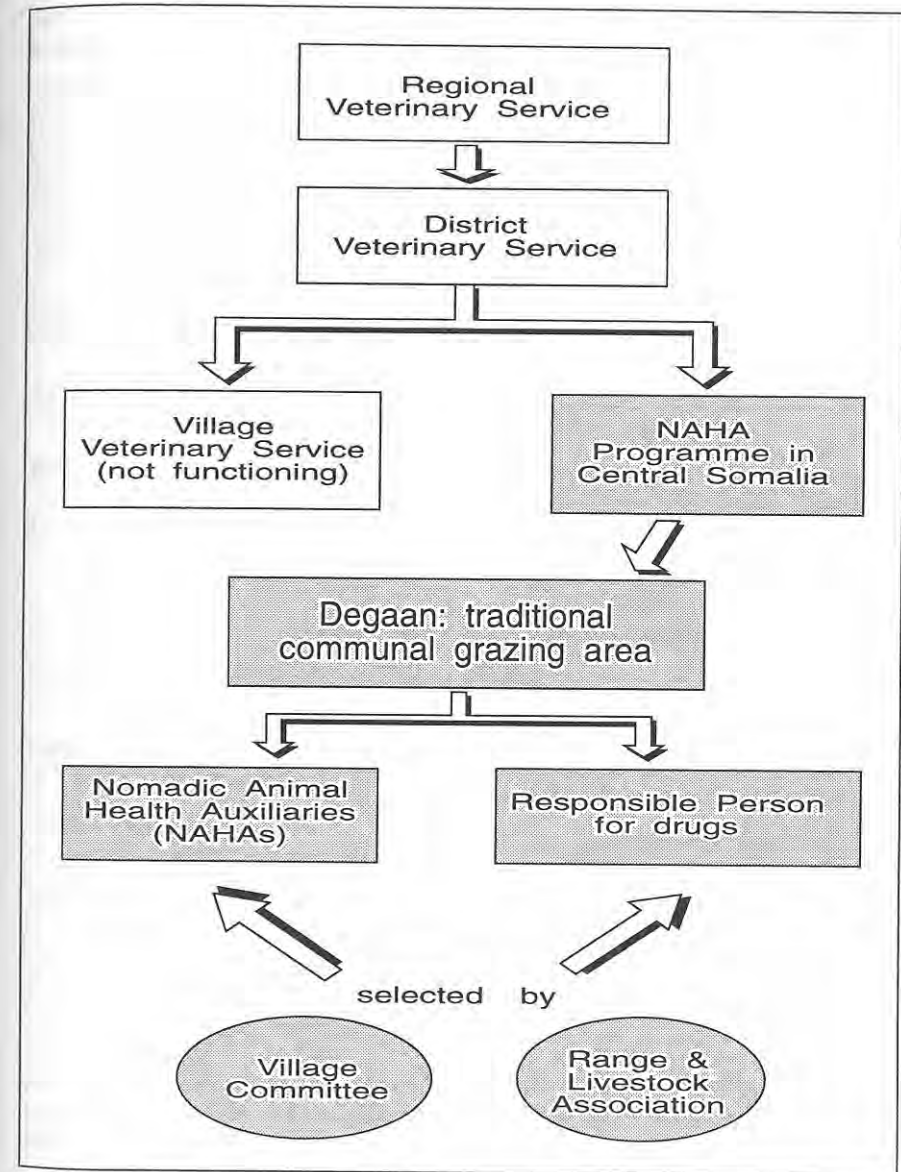 Regional
Veterinary Service
District
Veterinary Service
Village
Veterinary Service
(not functioning)
NAHA
Programme in
Central Somalia
Degaan: traditional
communal grazing area
Nomadic Animal
Health Auxiliaries
(NAHAs)
Responsible Person
for drugs
selected by
Village
Committee
Range &
Livestock
Association